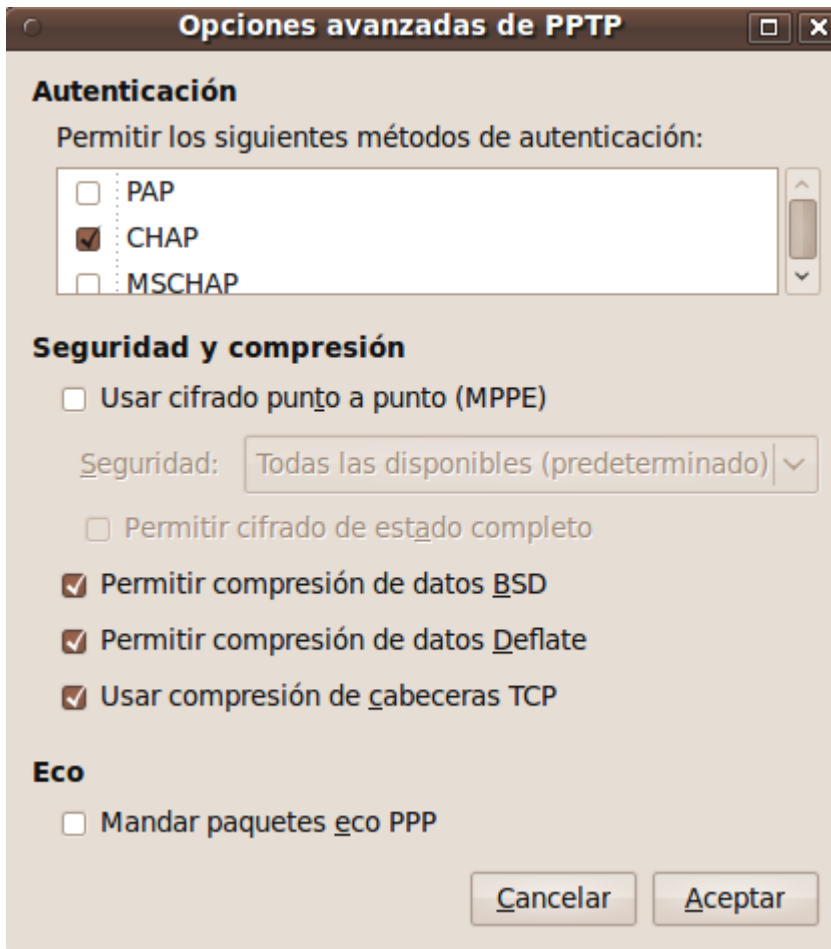 Opciones avanzadas de PPTP
Autenticación
Permitir los siguientes métodos de autenticación:
PAP
CHAP
MSCHAP
Seguridad y compresión
Usar cifrado punto a punto (MPPE)
Seguridad: Todas las disponibles (predeterminado)
Permitir cifrado de estado completo
Permitir compresión de datos BSD
Permitir compresión de datos Deflate
Usar compresión de cabeceras TCP
Eco
Mandar paquetes eco PPP
Cancelar Aceptar